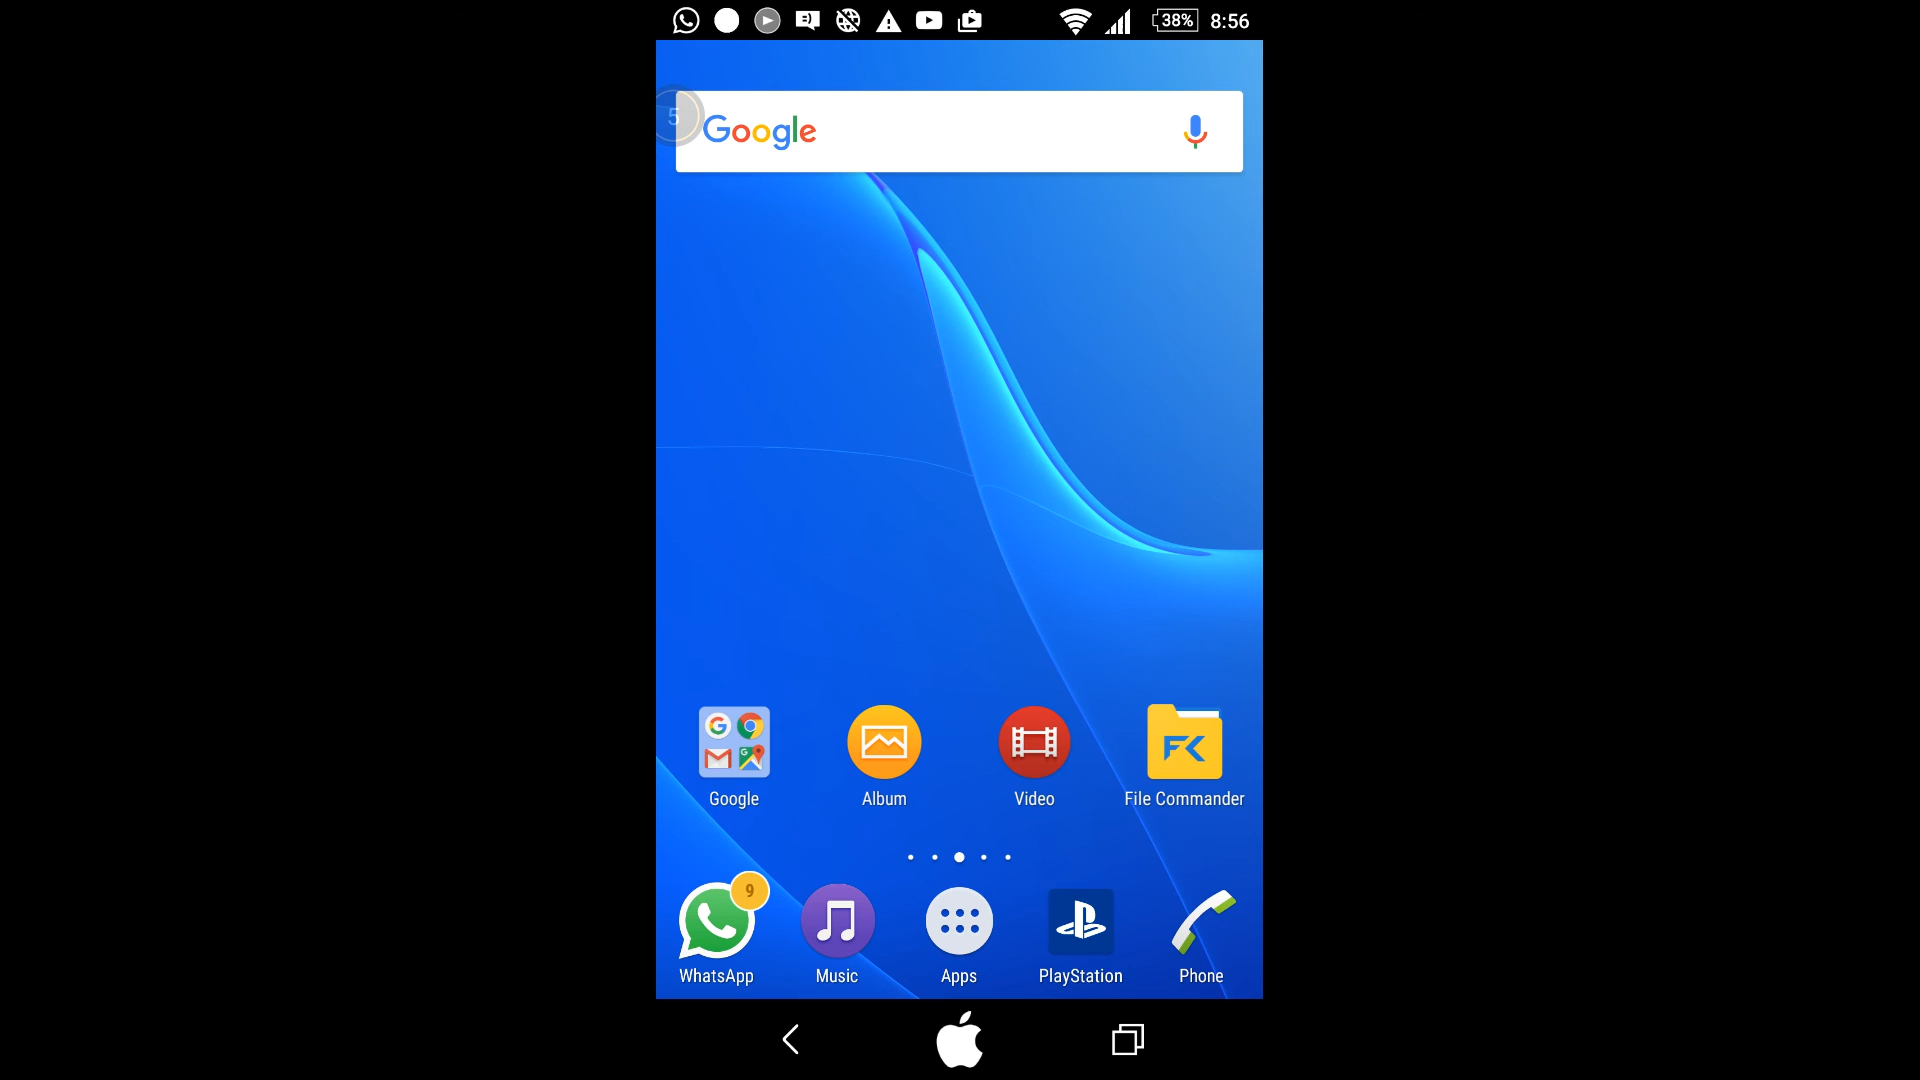 38% 8:56
5
Google
Google Album Video File Commander
9
WhatsApp Music Apps PlayStation Phone